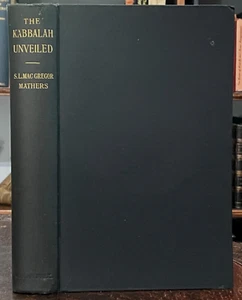 THE
KABBALAH
UNVEILED
S.L.MAC GREGOR
MATHERS